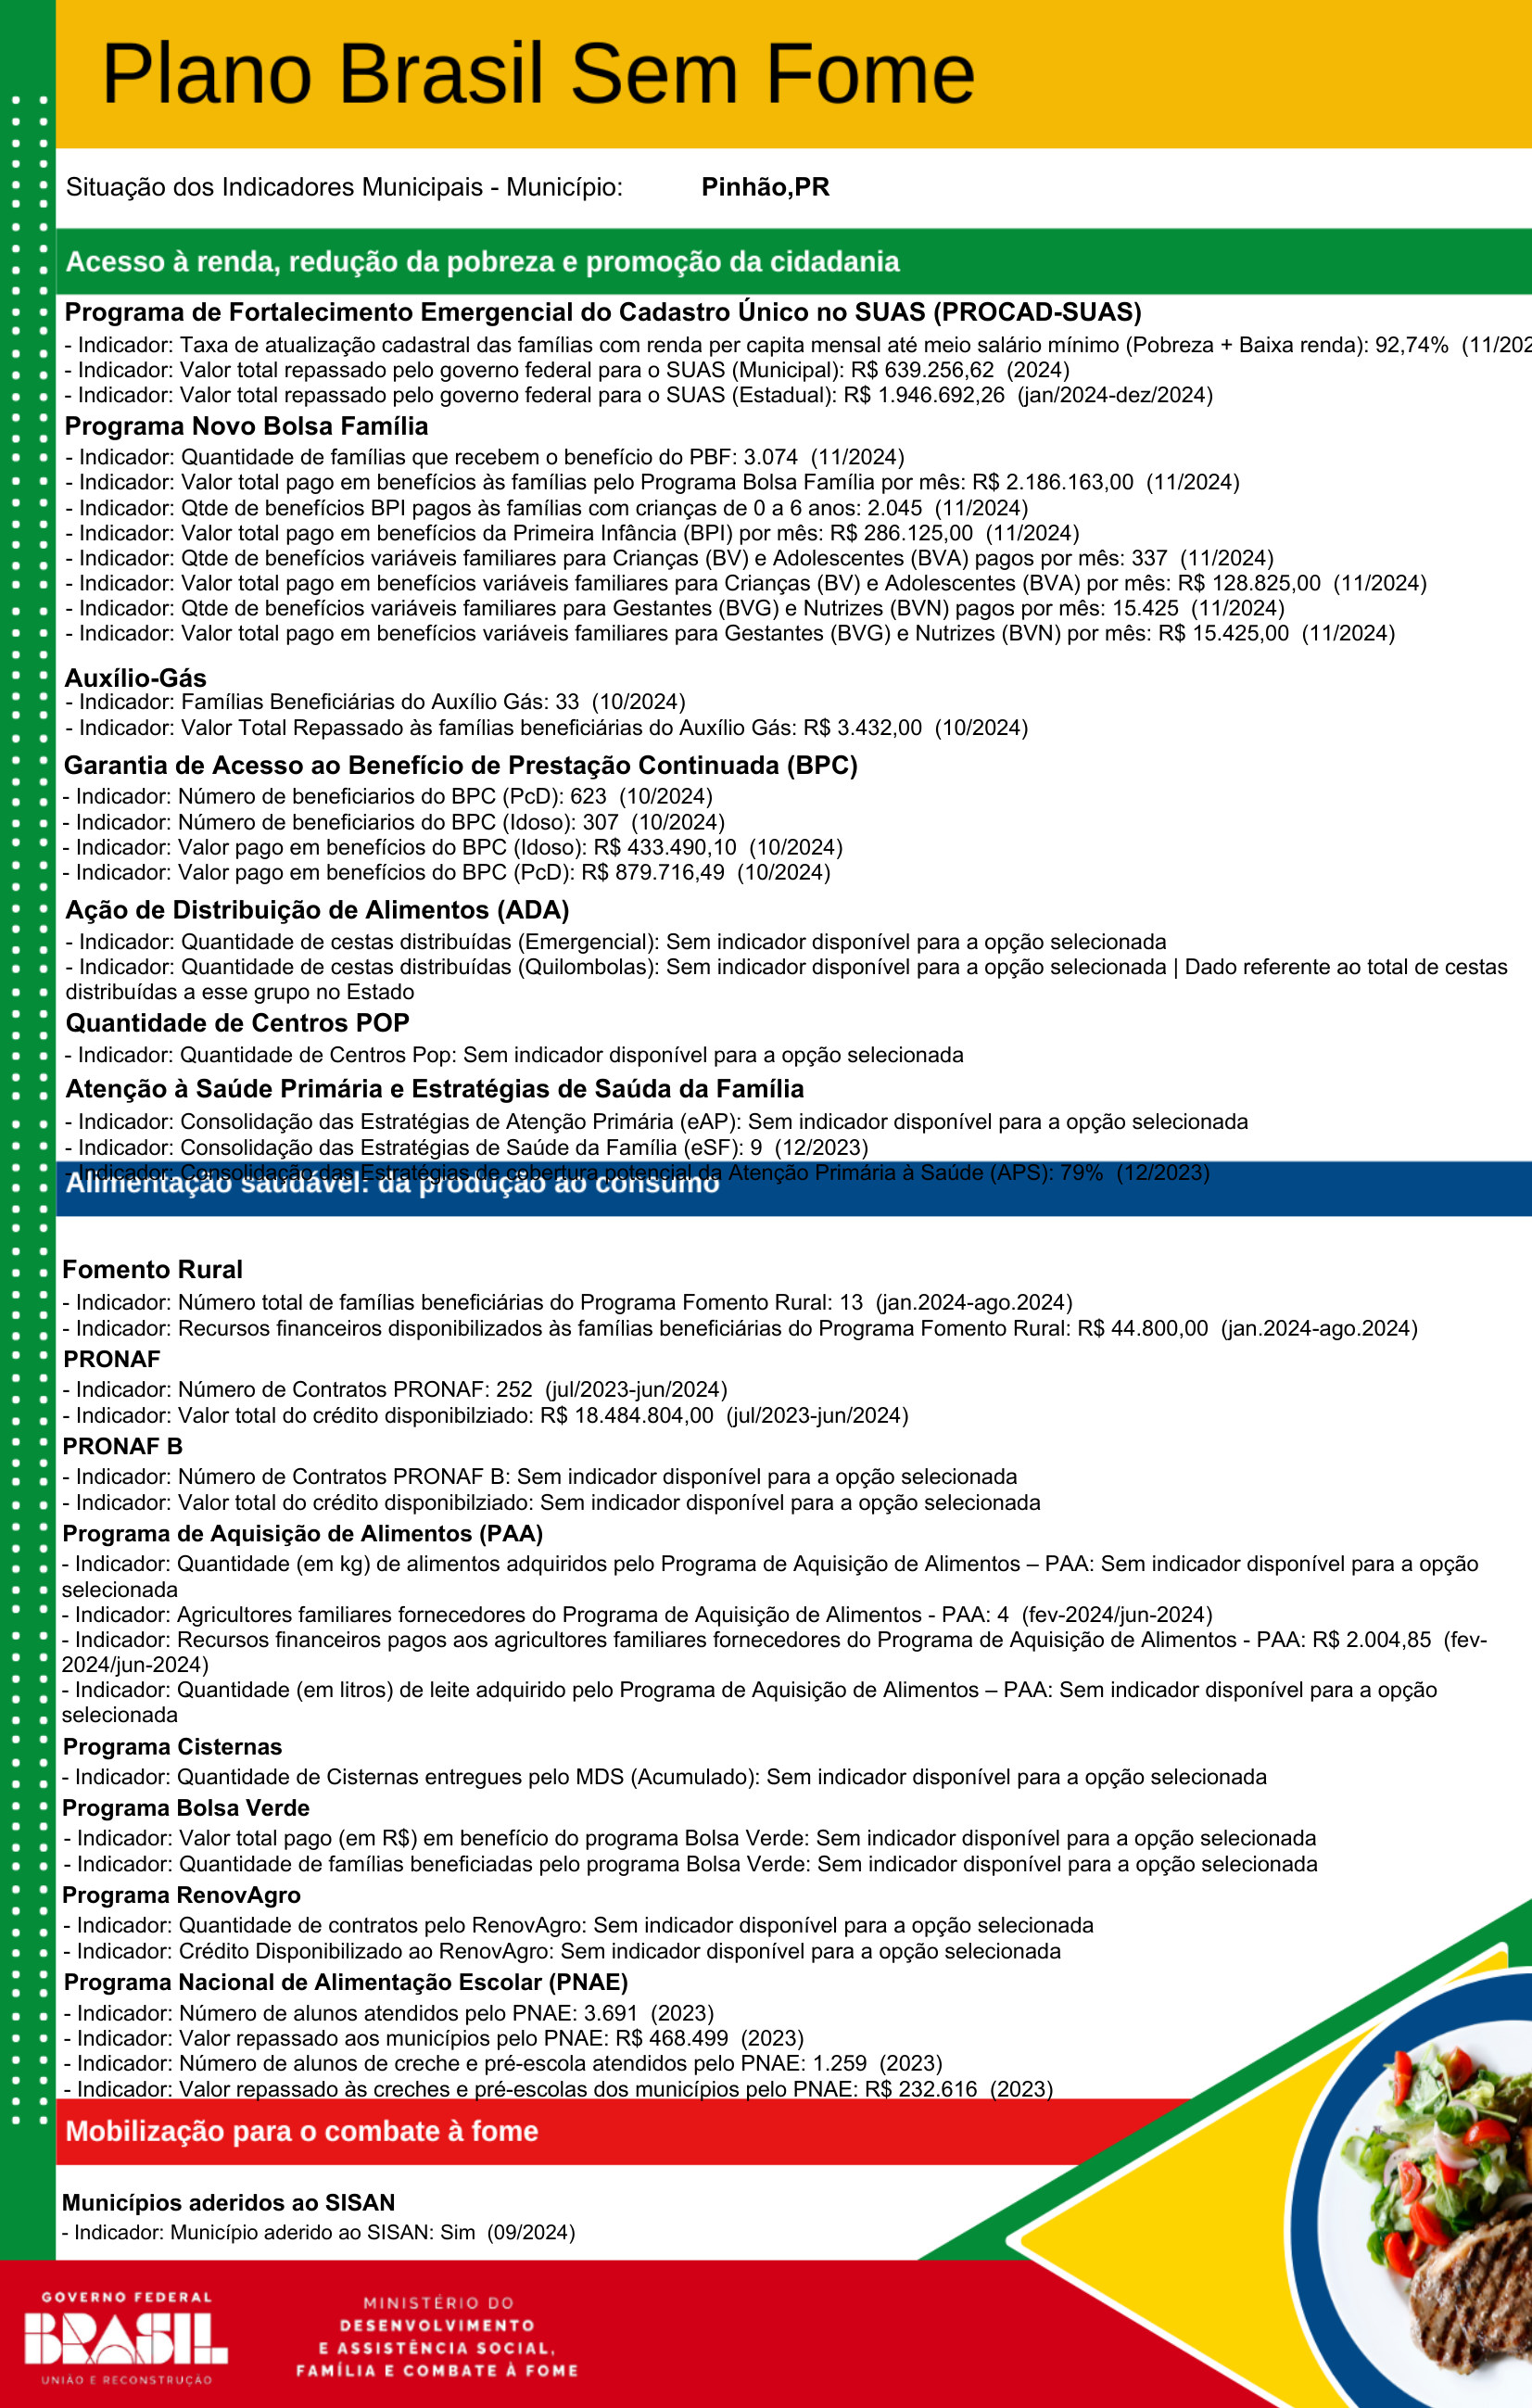 Plano Brasil Sem Fome
Situação dos Indicadores Municipais - Município: Pinhão,PR
Acesso à renda, redução da pobreza e promoção da cidadania
Programa de Fortalecimento Emergencial do Cadastro Único no SUAS (PROCAD-SUAS)
- Indicador: Taxa de atualização cadastral das famílias com renda per capita mensal até meio salário mínimo (Pobreza + Baixa renda): 92,74% (11/202
- Indicador: Valor total repassado pelo governo federal para o SUAS (Municipal): R$ 639.256,62 (2024)
- Indicador: Valor total repassado pelo governo federal para o SUAS (Estadual): R$ 1.946.692,26 (jan/2024-dez/2024)
Programa Novo Bolsa Família
- Indicador: Quantidade de famílias que recebem o benefício do PBF: 3.074 (11/2024)
- Indicador: Valor total pago em benefícios às famílias pelo Programa Bolsa Família por mês: R$ 2.186.163,00 (11/2024)
- Indicador: Qtde de benefícios BPI pagos às famílias com crianças de 0 a 6 anos: 2.045 (11/2024)
- Indicador: Valor total pago em benefícios da Primeira Infância (BPI) por mês: R$ 286.125,00 (11/2024)
- Indicador: Qtde de benefícios variáveis familiares para Crianças (BV) e Adolescentes (BVA) pagos por mês: 337 (11/2024)
- Indicador: Valor total pago em benefícios variáveis familiares para Crianças (BV) e Adolescentes (BVA) por mês: R$ 128.825,00 (11/2024)
- Indicador: Qtde de benefícios variáveis familiares para Gestantes (BVG) e Nutrizes (BVN) pagos por mês: 15.425 (11/2024)
- Indicador: Valor total pago em benefícios variáveis familiares para Gestantes (BVG) e Nutrizes (BVN) por mês: R$ 15.425,00 (11/2024)
Auxílio-Gás
- Indicador: Famílias Beneficiárias do Auxílio Gás: 33 (10/2024)
- Indicador: Valor Total Repassado às famílias beneficiárias do Auxílio Gás: R$ 3.432,00 (10/2024)
Garantia de Acesso ao Benefício de Prestação Continuada (BPC)
- Indicador: Número de beneficiarios do BPC (PcD): 623 (10/2024)
- Indicador: Número de beneficiarios do BPC (Idoso): 307 (10/2024)
- Indicador: Valor pago em benefícios do BPC (Idoso): R$ 433.490,10 (10/2024)
- Indicador: Valor pago em benefícios do BPC (PcD): R$ 879.716,49 (10/2024)
Ação de Distribuição de Alimentos (ADA)
- Indicador: Quantidade de cestas distribuídas (Emergencial): Sem indicador disponível para a opção selecionada
- Indicador: Quantidade de cestas distribuídas (Quilombolas): Sem indicador disponível para a opção selecionada | Dado referente ao total de cestas
distribuídas a esse grupo no Estado
Quantidade de Centros POP
- Indicador: Quantidade de Centros Pop: Sem indicador disponível para a opção selecionada
Atenção à Saúde Primária e Estratégias de Saúda da Família
- Indicador: Consolidação das Estratégias de Atenção Primária (eAP): Sem indicador disponível para a opção selecionada
- Indicador: Consolidação das Estratégias de Saúde da Família (eSF): 9 (12/2023)
- Indicador: Consolidação das Estratégias de cobertura potencial da Atenção Primária à Saúde (APS): 79% (12/2023)
Alimentação saudável: da produção ao consumo
Fomento Rural
- Indicador: Número total de famílias beneficiárias do Programa Fomento Rural: 13 (jan.2024-ago.2024)
- Indicador: Recursos financeiros disponibilizados às famílias beneficiárias do Programa Fomento Rural: R$ 44.800,00 (jan.2024-ago.2024)
PRONAF
- Indicador: Número de Contratos PRONAF: 252 (jul/2023-jun/2024)
- Indicador: Valor total do crédito disponibilziado: R$ 18.484.804,00 (jul/2023-jun/2024)
PRONAF B
- Indicador: Número de Contratos PRONAF B: Sem indicador disponível para a opção selecionada
- Indicador: Valor total do crédito disponibilziado: Sem indicador disponível para a opção selecionada
Programa de Aquisição de Alimentos (PAA)
- Indicador: Quantidade (em kg) de alimentos adquiridos pelo Programa de Aquisição de Alimentos – PAA: Sem indicador disponível para a opção
selecionada
- Indicador: Agricultores familiares fornecedores do Programa de Aquisição de Alimentos - PAA: 4 (fev-2024/jun-2024)
- Indicador: Recursos financeiros pagos aos agricultores familiares fornecedores do Programa de Aquisição de Alimentos - PAA: R$ 2.004,85 (fev-
2024/jun-2024)
- Indicador: Quantidade (em litros) de leite adquirido pelo Programa de Aquisição de Alimentos – PAA: Sem indicador disponível para a opção
selecionada
Programa Cisternas
- Indicador: Quantidade de Cisternas entregues pelo MDS (Acumulado): Sem indicador disponível para a opção selecionada
Programa Bolsa Verde
- Indicador: Valor total pago (em R$) em benefício do programa Bolsa Verde: Sem indicador disponível para a opção selecionada
- Indicador: Quantidade de famílias beneficiadas pelo programa Bolsa Verde: Sem indicador disponível para a opção selecionada
Programa RenovAgro
- Indicador: Quantidade de contratos pelo RenovAgro: Sem indicador disponível para a opção selecionada
- Indicador: Crédito Disponibilizado ao RenovAgro: Sem indicador disponível para a opção selecionada
Programa Nacional de Alimentação Escolar (PNAE)
- Indicador: Número de alunos atendidos pelo PNAE: 3.691 (2023)
- Indicador: Valor repassado aos municípios pelo PNAE: R$ 468.499 (2023)
- Indicador: Número de alunos de creche e pré-escola atendidos pelo PNAE: 1.259 (2023)
- Indicador: Valor repassado às creches e pré-escolas dos municípios pelo PNAE: R$ 232.616 (2023)
Mobilização para o combate à fome
Municípios aderidos ao SISAN
- Indicador: Município aderido ao SISAN: Sim (09/2024)
GOVERNO FEDERAL
BRASIL
UNIÃO E RECONSTRUÇÃO
MINISTÉRIO DO
DESENVOLVIMENTO
E ASSISTÊNCIA SOCIAL,
FAMÍLIA E COMBATE À FOME